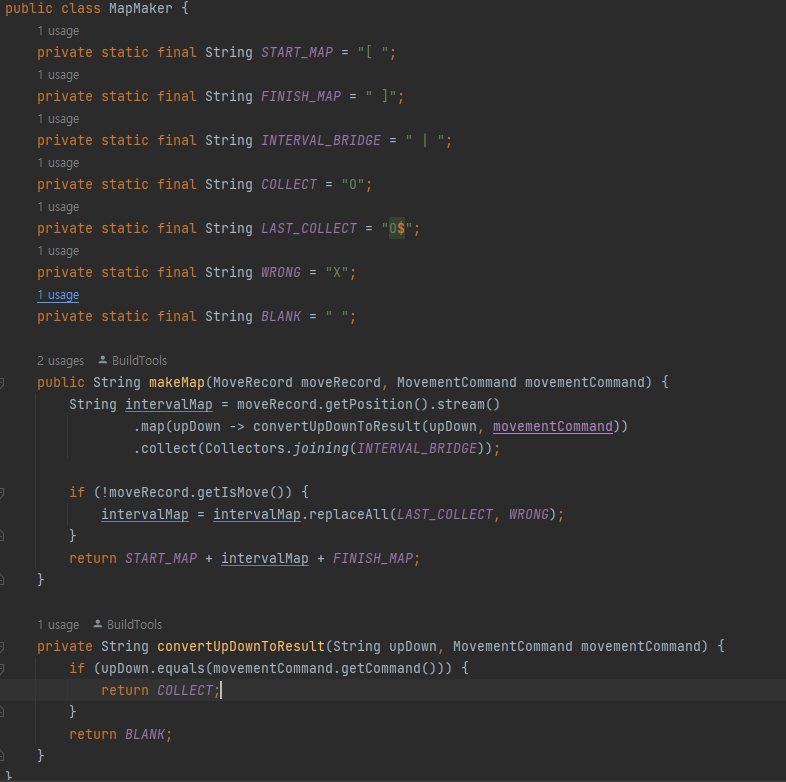 public class MapMaker {
1 usage
private static final String START_MAP = "[ ";
1 usage
private static final String FINISH_MAP = " ]";
1 usage
private static final String INTERVAL_BRIDGE = " | ";
1 usage
private static final String COLLECT = "O";
1 usage
private static final String LAST_COLLECT = "O$";
1 usage
private static final String WRONG = "X";
1 usage
private static final String BLANK = " ";
2 usages BuildTools
public String makeMap(MoveRecord moveRecord, MovementCommand movementCommand) {
String intervalMap = moveRecord.getPosition().stream()
.map(upDown -> convertUpDownToResult(upDown, movementCommand))
.collect(Collectors.joining(INTERVAL_BRIDGE));
if (!moveRecord.getIsMove()) {
intervalMap = intervalMap.replaceAll(LAST_COLLECT, WRONG);
}
return START_MAP + intervalMap + FINISH_MAP;
}
1 usage BuildTools
private String convertUpDownToResult(String upDown, MovementCommand movementCommand) {
if (upDown.equals(movementCommand.getCommand())) {
return COLLECT;
}
return BLANK;
}
}